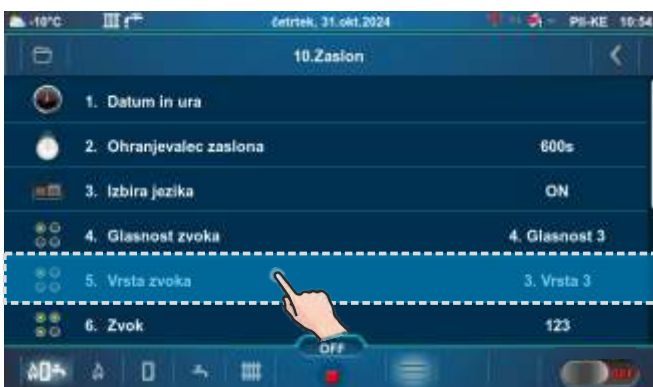 -10°C četrtek, 31.okt.2024 PII-KE 10:54
10.Zaslon
1. Datum in ura
2. Ohranjevalec zaslona 600s
3. Izbira jezika ON
4. Glasnost zvoka 4. Glasnost 3
5. Vrsta zvoka 3. Vrsta 3
6. Zvok 123
OFF
OFF